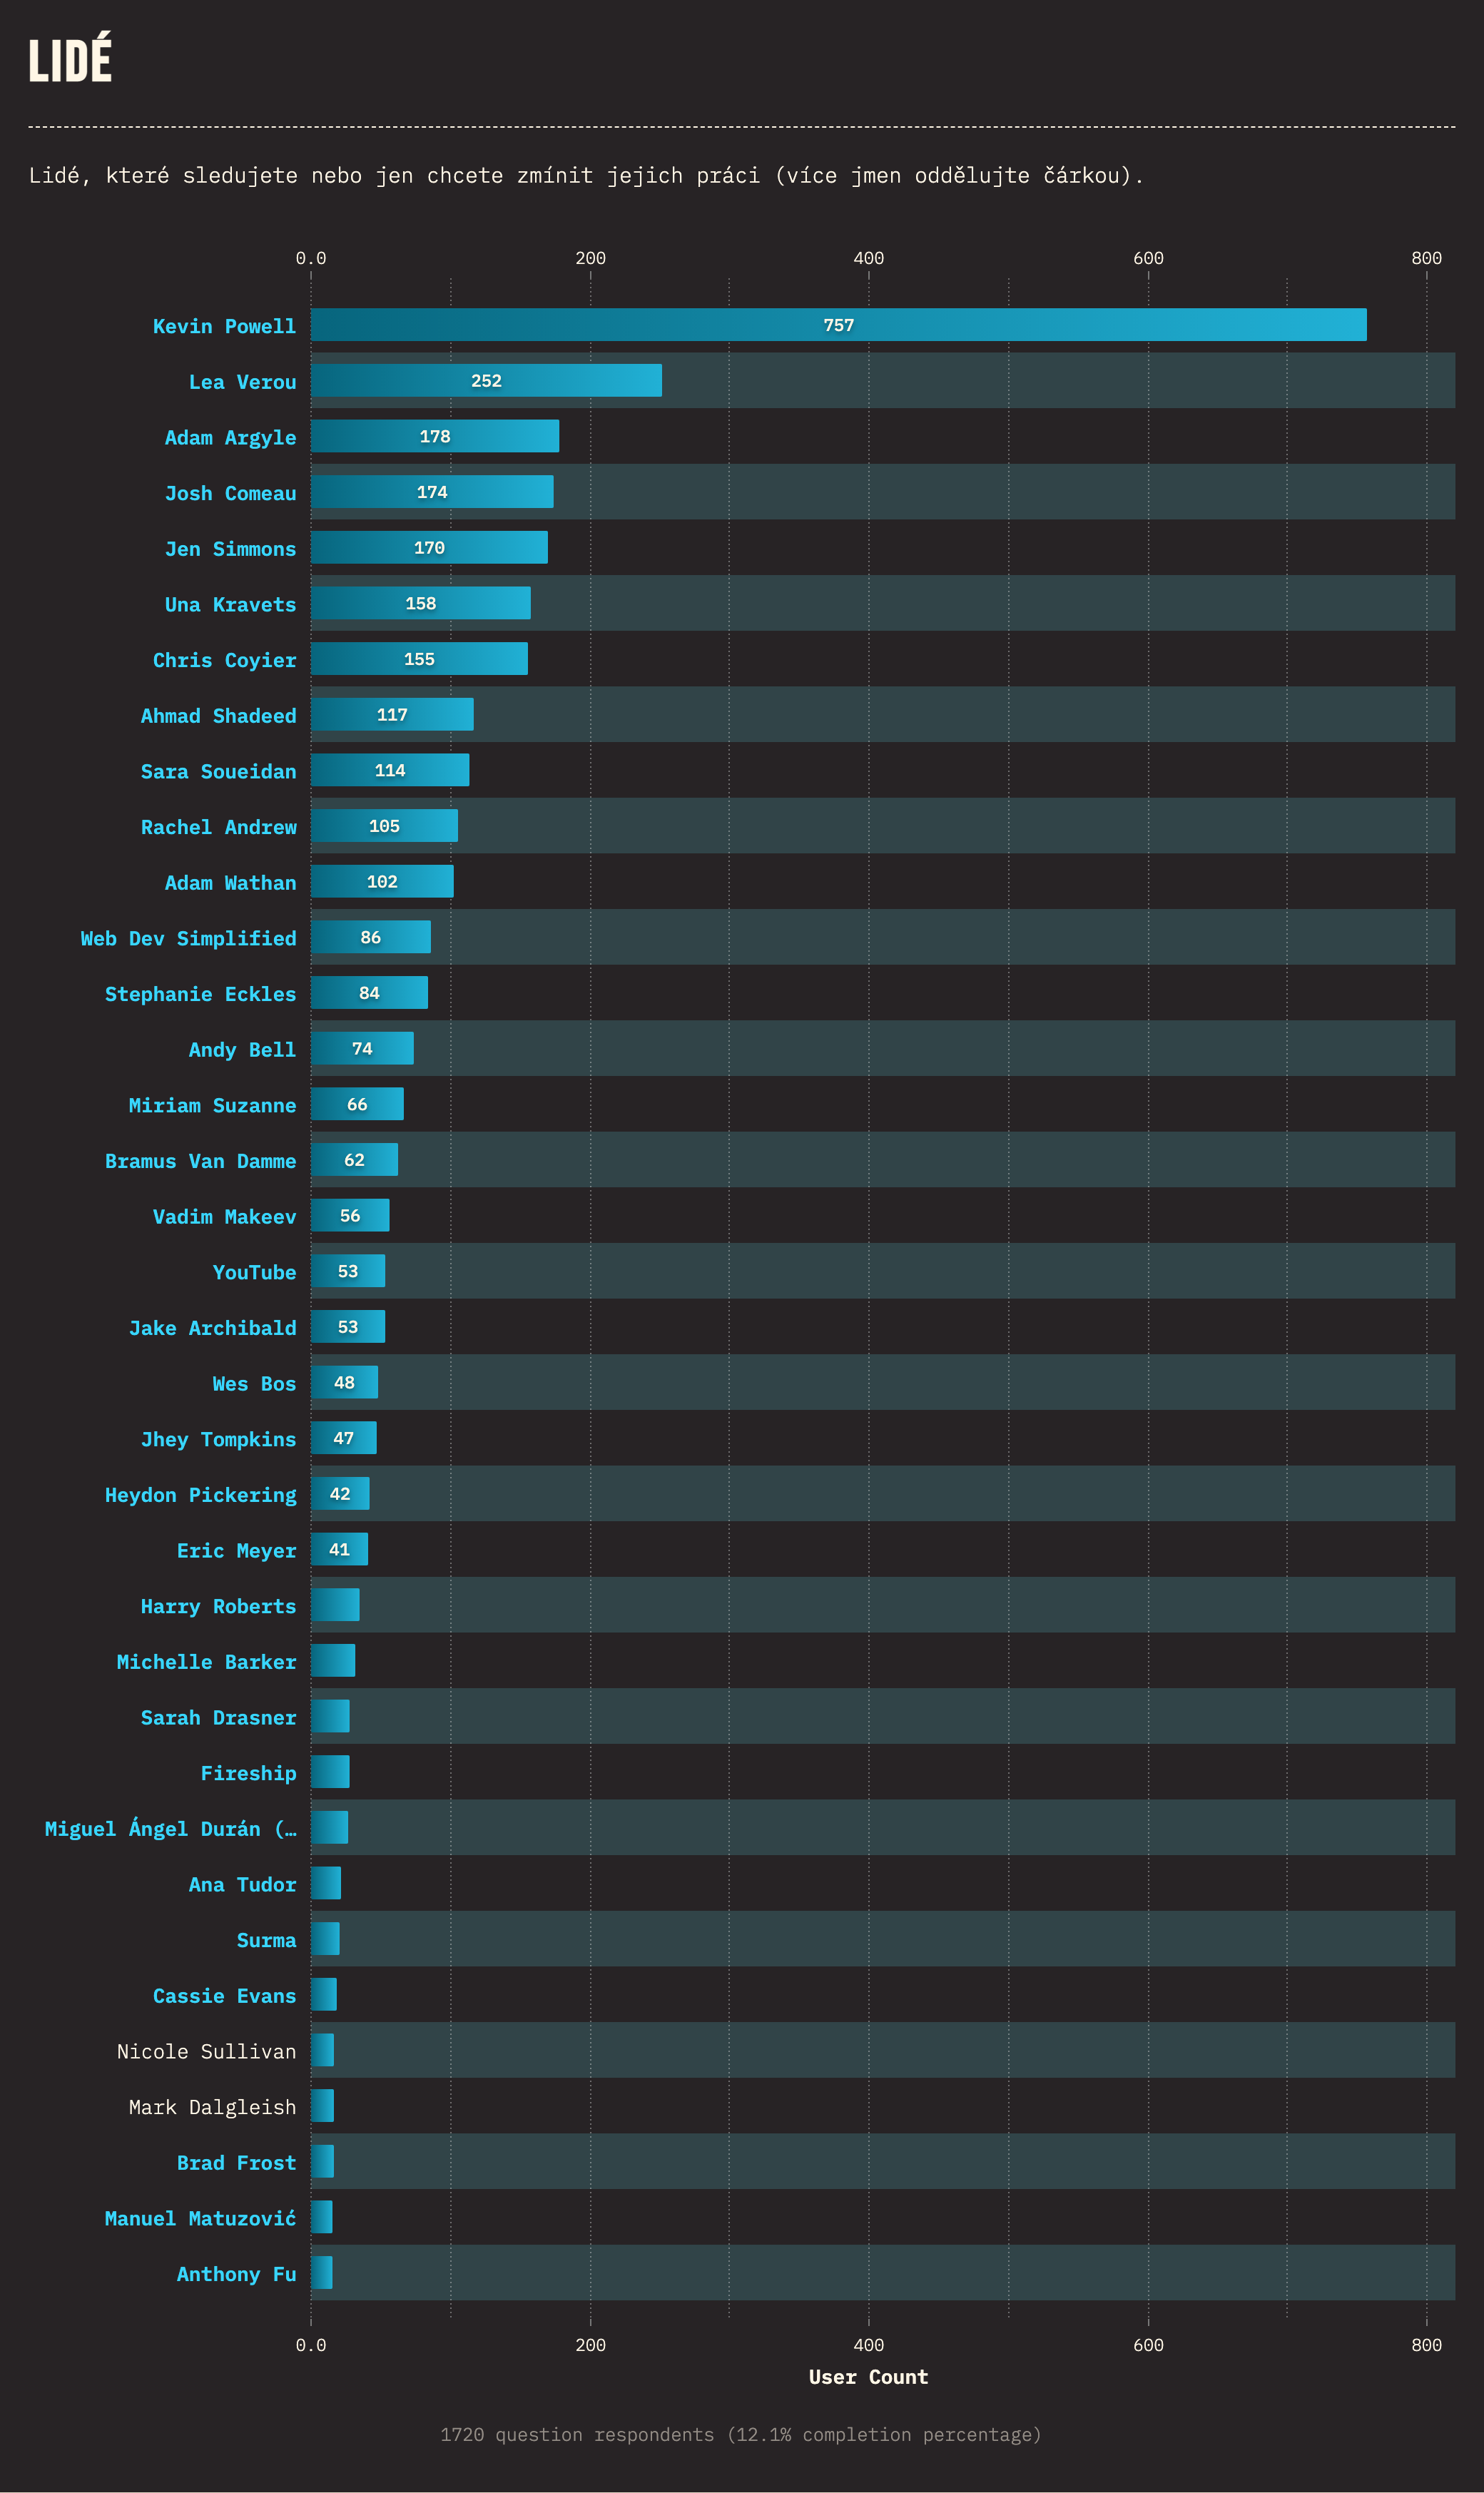 LIDÉ
Lidé, které sledujete nebo jen chcete zmínit jejich práci (více jmen oddělujte čárkou).
0.0 200 400 600 800
Kevin Powell 757
Lea Verou 252
Adam Argyle 178
Josh Comeau 174
Jen Simmons 170
Una Kravets 158
Chris Coyier 155
Ahmad Shadeed 117
Sara Soueidan 114
Rachel Andrew 105
Adam Wathan 102
Web Dev Simplified 86
Stephanie Eckles 84
Andy Bell 74
Miriam Suzanne 66
Bramus Van Damme 62
Vadim Makeev 56
YouTube 53
Jake Archibald 53
Wes Bos 48
Jhey Tompkins 47
Heydon Pickering 42
Eric Meyer 41
Harry Roberts
Michelle Barker
Sarah Drasner
Fireship
Miguel Ángel Durán (…
Ana Tudor
Surma
Cassie Evans
Nicole Sullivan
Mark Dalgleish
Brad Frost
Manuel Matuzović
Anthony Fu
0.0 200 400 600 800
User Count
1720 question respondents (12.1% completion percentage)